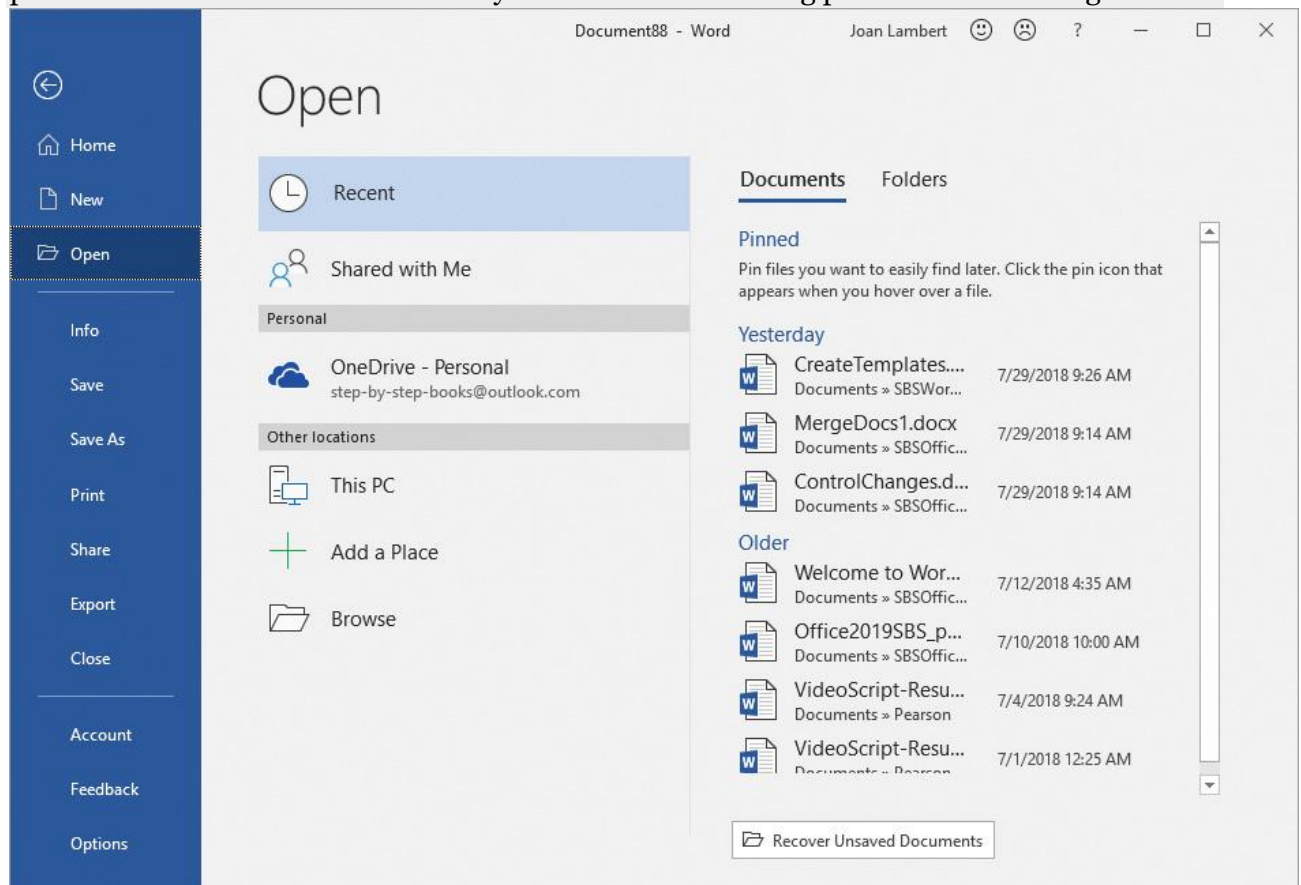 Document88 - Word
Joan Lambert
?
Open
Home
New
Open
Info
Save
Save As
Print
Share
Export
Close
Account
Feedback
Options
Recent
Shared with Me
Personal
OneDrive - Personal
step-by-step-books@outlook.com
Other locations
This PC
Add a Place
Browse
Documents Folders
Pinned
Pin files you want to easily find later. Click the pin icon that
appears when you hover over a file.
Yesterday
CreateTemplates.... 7/29/2018 9:26 AM
Documents » SBSWor...
MergeDocs1.docx 7/29/2018 9:14 AM
Documents » SBSOffic...
ControlChanges.d... 7/29/2018 9:14 AM
Documents » SBSOffic...
Older
Welcome to Wor... 7/12/2018 4:35 AM
Documents » SBSOffic...
Office2019SBS_p... 7/10/2018 10:00 AM
Documents » SBSOffic...
VideoScript-Resu... 7/4/2018 9:24 AM
Documents » Pearson
VideoScript-Resu... 7/1/2018 12:25 AM
Documents » Pearson
Recover Unsaved Documents